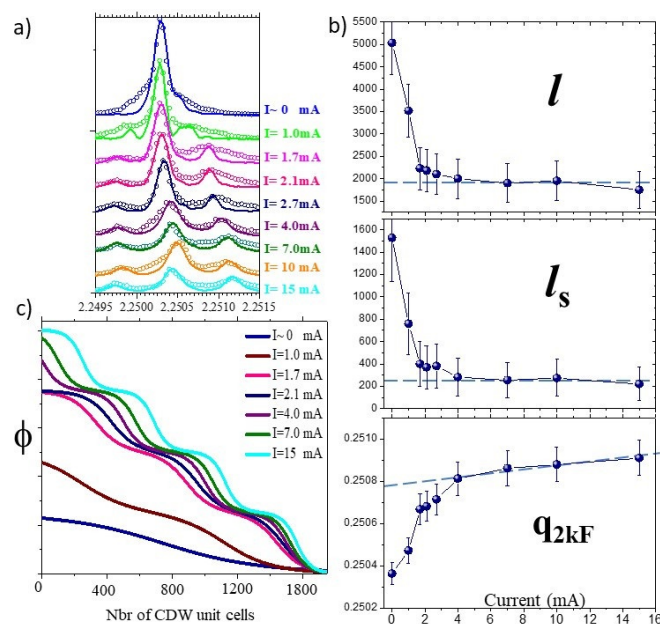 a)
I~ 0 mA
I= 1.0mA
I= 1.7mA
I= 2.1mA
I= 2.7mA
I= 4.0mA
I= 7.0mA
I= 10 mA
I= 15 mA
2.2495 2.2500 2.2505 2.2510 2.2511
b)
5500
5000
4500
4000
3500
3000
2500
2000
1500
l
1600
1400
1200
1000
800
600
400
200
0
ls
0.2510
0.2508
0.2506
0.2504
0.2502
q2kF
Current (mA)
0 2 4 6 8 10 12 14 16
c)
I~ 0 mA
I=1.0 mA
I=1.7 mA
I=2.1 mA
I=4.0 mA
I=7.0 mA
I=15 mA
ϕ
0 400 800 1200 1800
Nbr of CDW unit cells